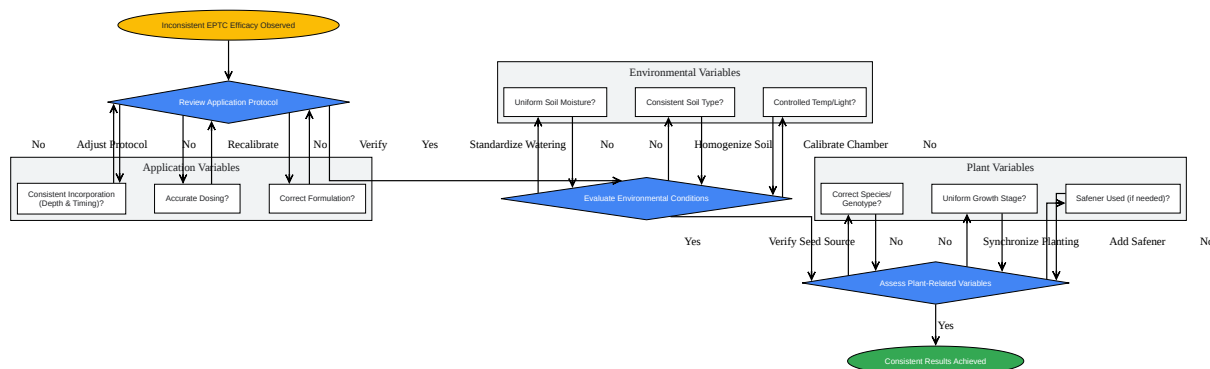 Inconsistent EPTC Efficacy Observed
Environmental Variables
Uniform Soil Moisture?
Consistent Soil Type?
Controlled Temp/Light?
Review Application Protocol
No
Adjust Protocol
No
Recalibrate
No
Verify
Yes
Standardize Watering
No
No
Homogenize Soil
Calibrate Chamber
No
Application Variables
Consistent Incorporation
(Depth & Timing)?
Accurate Dosing?
Correct Formulation?
Evaluate Environmental Conditions
Plant Variables
Correct Species/
Genotype?
Uniform Growth Stage?
Safener Used (if needed)?
Yes
Verify Seed Source
No
No
Synchronize Planting
Add Safener
Assess Plant-Related Variables
Yes
Consistent Results Achieved